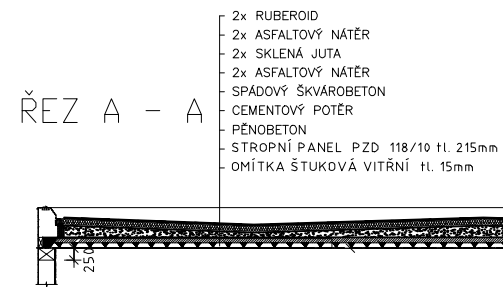 2x RUBEROID
2x ASFALTOVÝ NÁTĚR
2x SKLENÁ JUTA
2x ASFALTOVÝ NÁTĚR
SPÁDOVÝ ŠKVÁROBETON
CEMENTOVÝ POTĚR
PĚNOBETON
STROPNÍ PANEL PZD 118/10 tl. 215mm
OMÍTKA ŠTUKOVÁ VITŘNÍ tl. 15mm
ŘEZ A - A
250